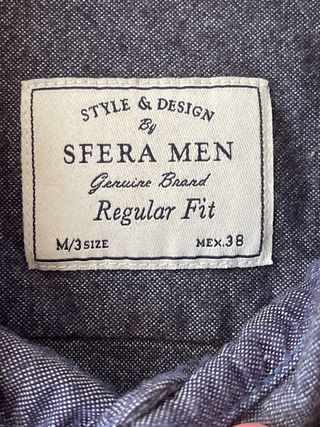 STYLE & DESIGN
By
SFERA MEN
Genuine Brand
Regular Fit
M/3 SIZE MEX.38